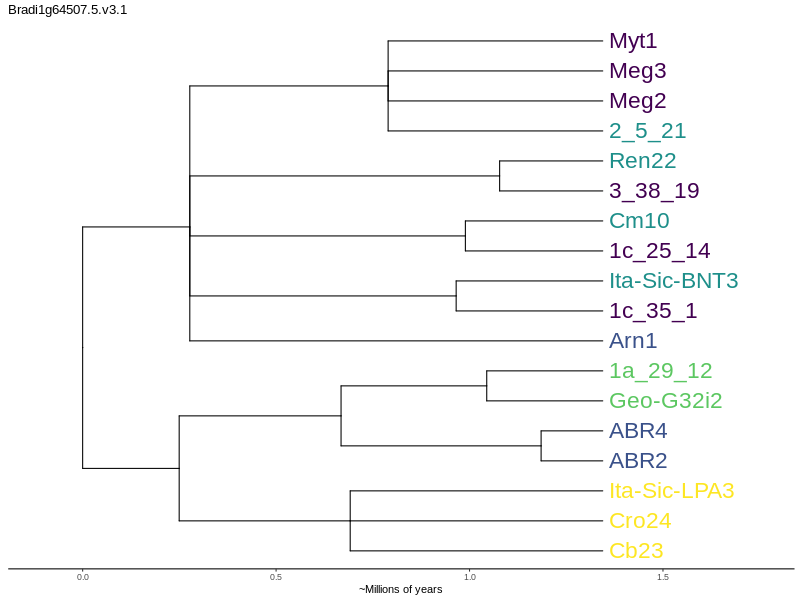 Bradi1g64507.5.v3.1
Myt1
Meg3
Meg2
2_5_21
Ren22
3_38_19
Cm10
1c_25_14
Ita-Sic-BNT3
1c_35_1
Arn1
1a_29_12
Geo-G32i2
ABR4
ABR2
Ita-Sic-LPA3
Cro24
Cb23
0.0 0.5 1.0 1.5
~Millions of years